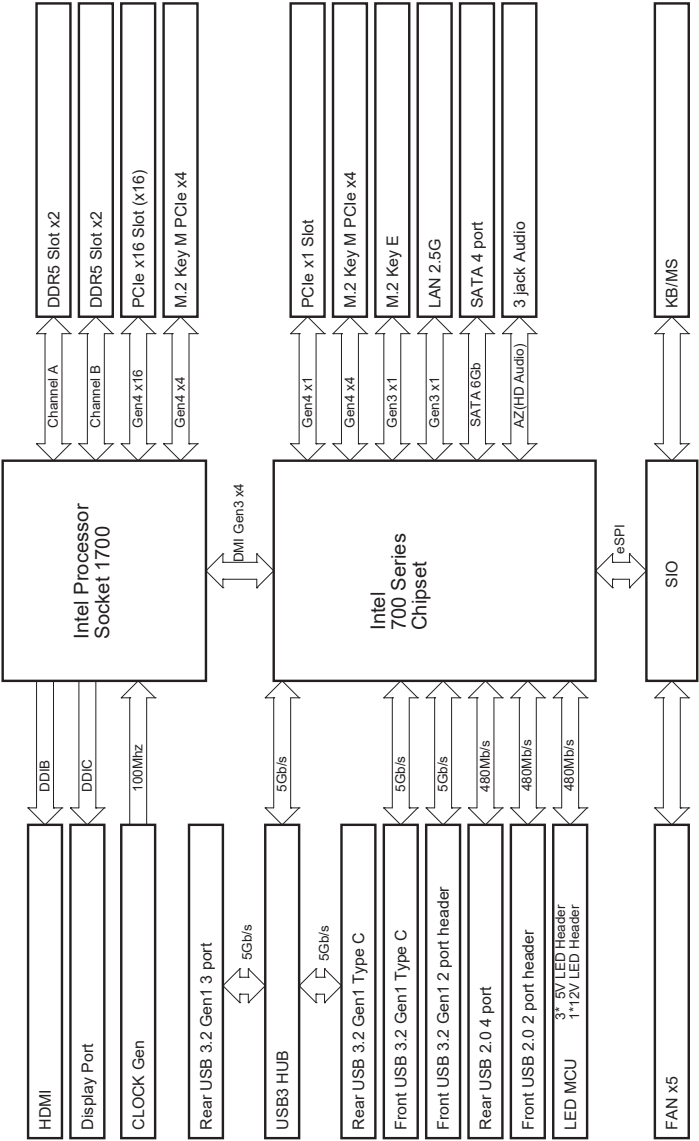 HDMI
DDIB
Display Port
DDIC
CLOCK Gen
100Mhz
Intel Processor
Socket 1700
Channel A
DDR5 Slot x2
Channel B
DDR5 Slot x2
Gen4 x16
PCIe x16 Slot (x16)
Gen4 x4
M.2 Key M PCIe x4
DMI Gen3 x4
Rear USB 3.2 Gen1 3 port
5Gb/s
USB3 HUB
5Gb/s
5Gb/s
Rear USB 3.2 Gen1 Type C
Front USB 3.2 Gen1 Type C
5Gb/s
Front USB 3.2 Gen1 2 port header
5Gb/s
Rear USB 2.0 4 port
480Mb/s
Front USB 2.0 2 port header
480Mb/s
LED MCU
3* 5V LED Header
1*12V LED Header
480Mb/s
Intel
700 Series
Chipset
Gen4 x1
PCIe x1 Slot
Gen4 x4
M.2 Key M PCIe x4
Gen3 x1
M.2 Key E
Gen3 x1
LAN 2.5G
SATA 6Gb
SATA 4 port
AZ(HD Audio)
3 jack Audio
eSPI
FAN x5
SIO
KB/MS